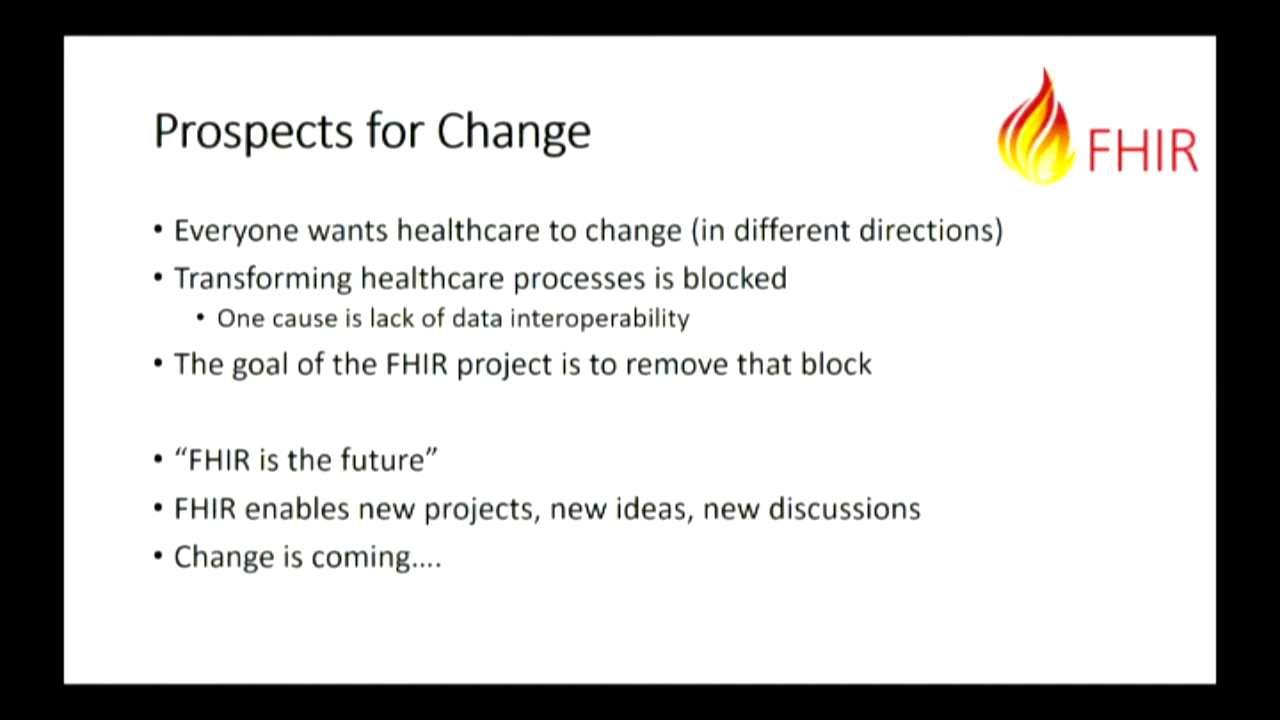 Prospects for Change
FHIR
• Everyone wants healthcare to change (in different directions)
• Transforming healthcare processes is blocked
• One cause is lack of data interoperability
• The goal of the FHIR project is to remove that block
• “FHIR is the future”
• FHIR enables new projects, new ideas, new discussions
• Change is coming....